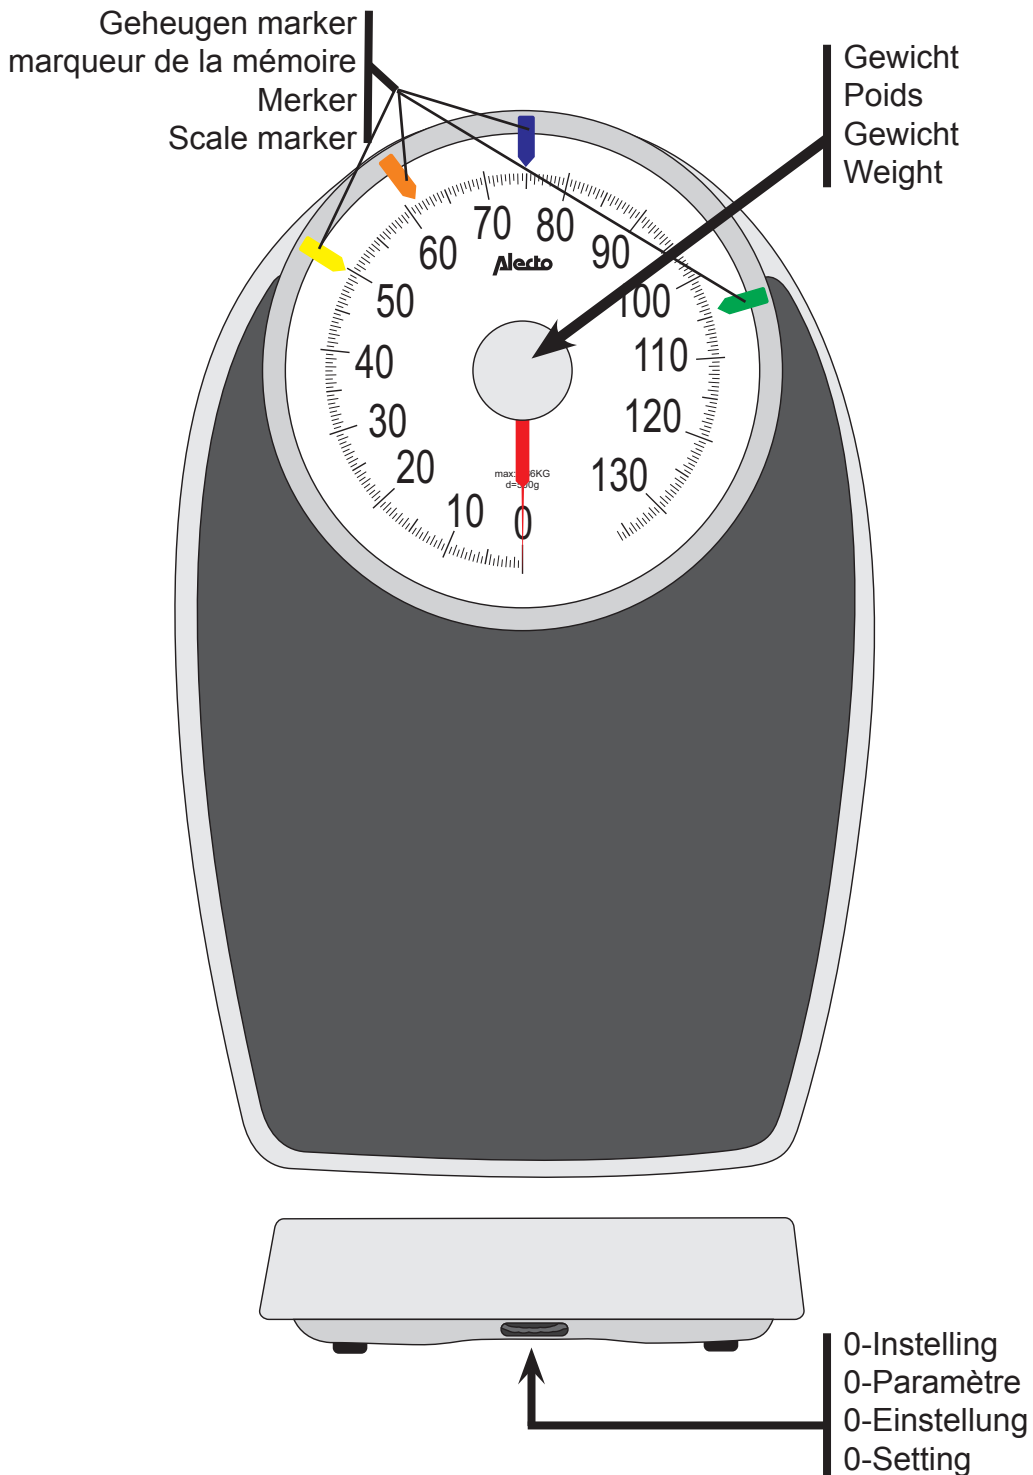 Geheugen marker
marqueur de la mémoire
Merker
Scale marker
Gewicht
Poids
Gewicht
Weight
70
80
60
90
Alecto
50
100
40
110
30
120
20
130
10
0
0-Instelling
0-Paramètre
0-Einstellung
0-Setting